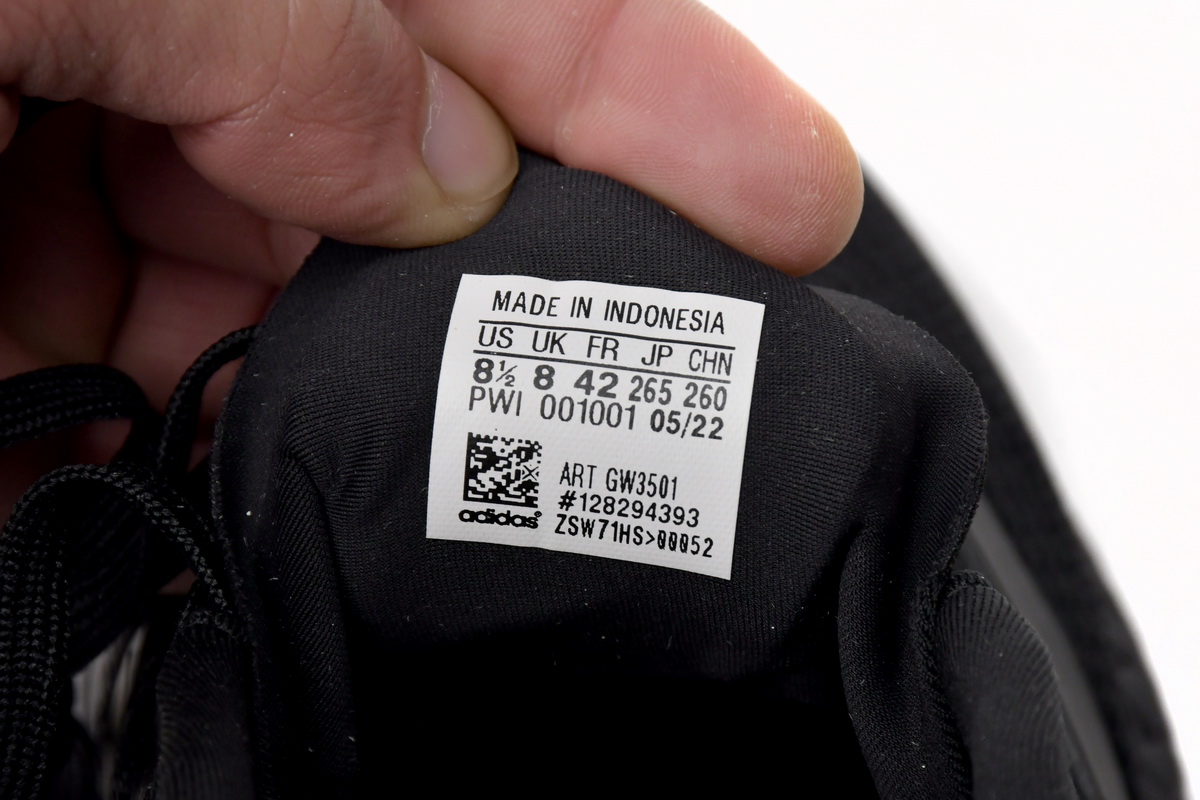 MADE IN INDONESIA
US UK FR JP CHN
8½ 8 42 265 260
PWI 001001 05/22
ART GW3501
#128294393
adidas
ZSW71HS>00052